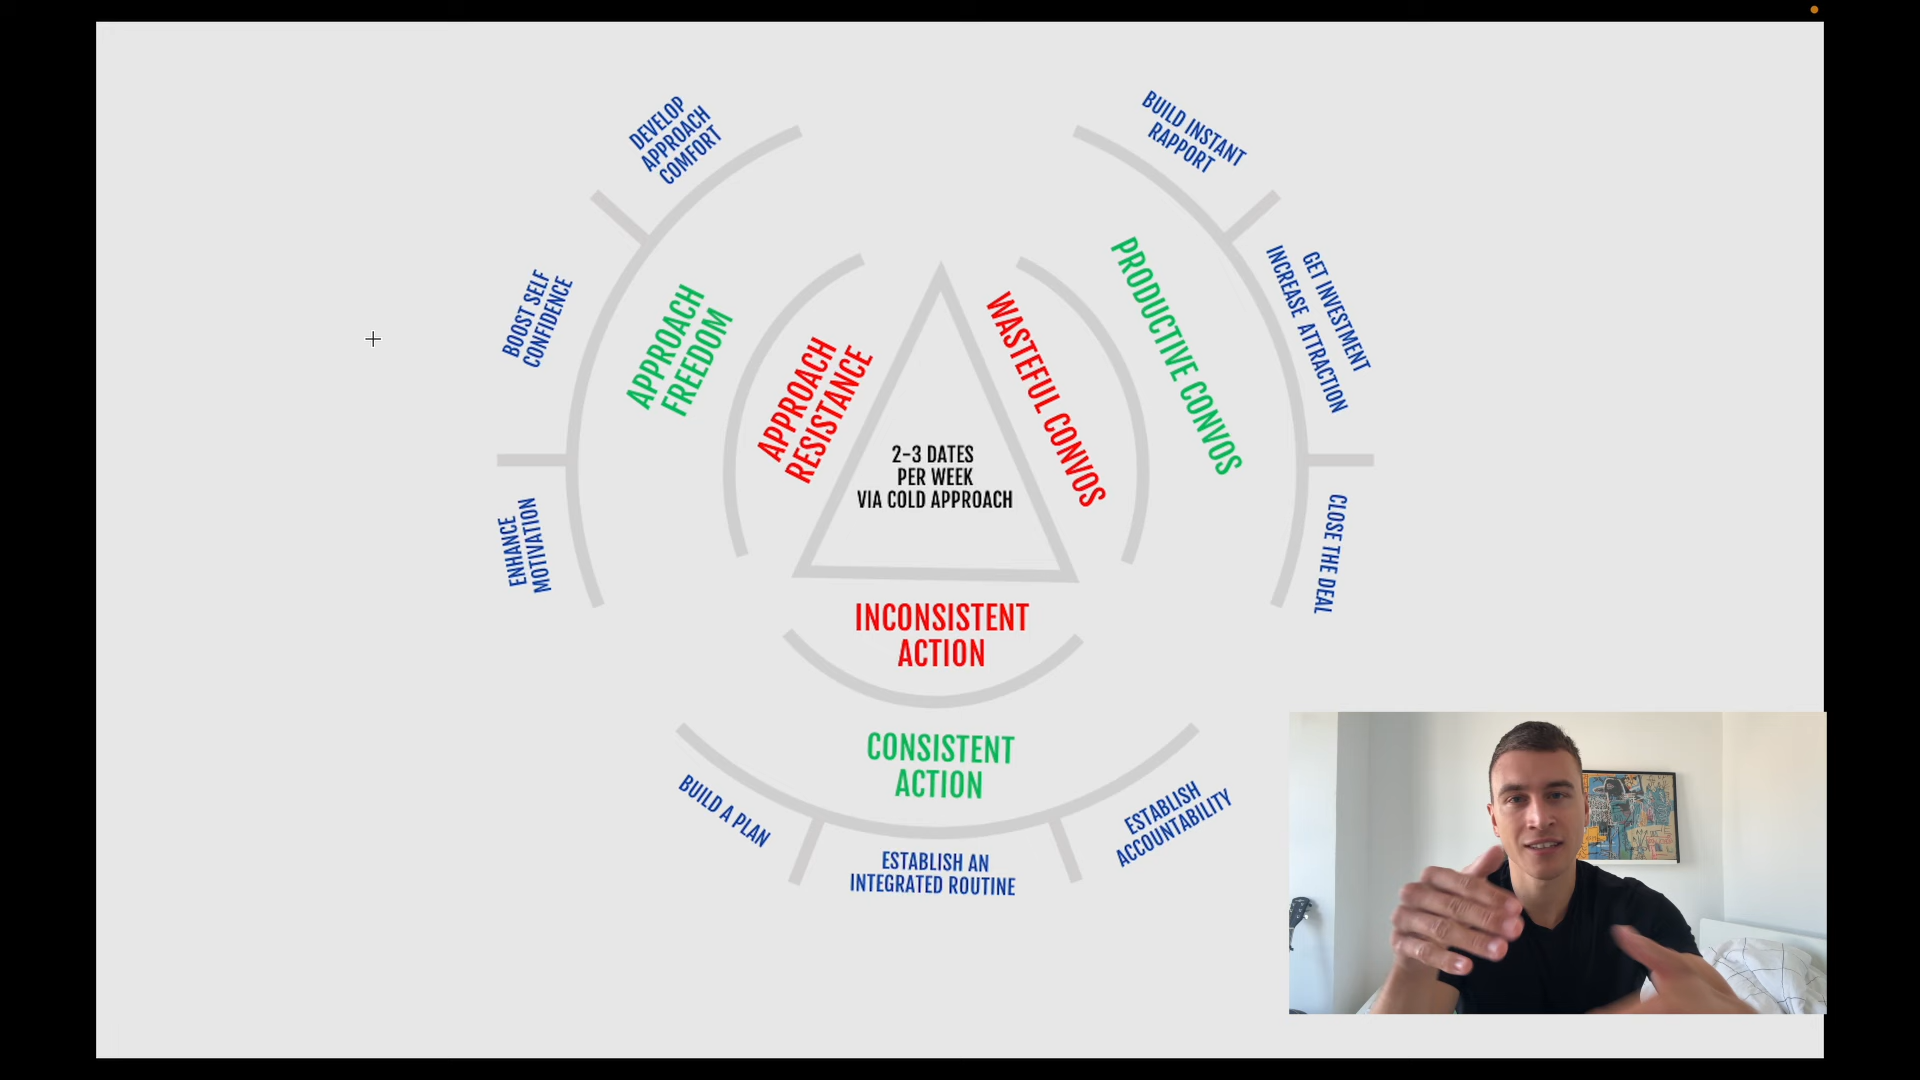 DEVELOP
APPROACH
COMFORT
BUILD INSTANT
RAPPORT
BOOST SELF
CONFIDENCE
APPROACH
FREEDOM
APPROACH
RESISTANCE
WASTEFUL CONVOS
PRODUCTIVE CONVOS
GET INVESTMENT
INCREASE ATTRACTION
2-3 DATES
PER WEEK
VIA COLD APPROACH
ENHANCE
MOTIVATION
CLOSE THE DEAL
INCONSISTENT
ACTION
CONSISTENT
ACTION
BUILD A PLAN
ESTABLISH AN
INTEGRATED ROUTINE
ESTABLISH
ACCOUNTABILITY